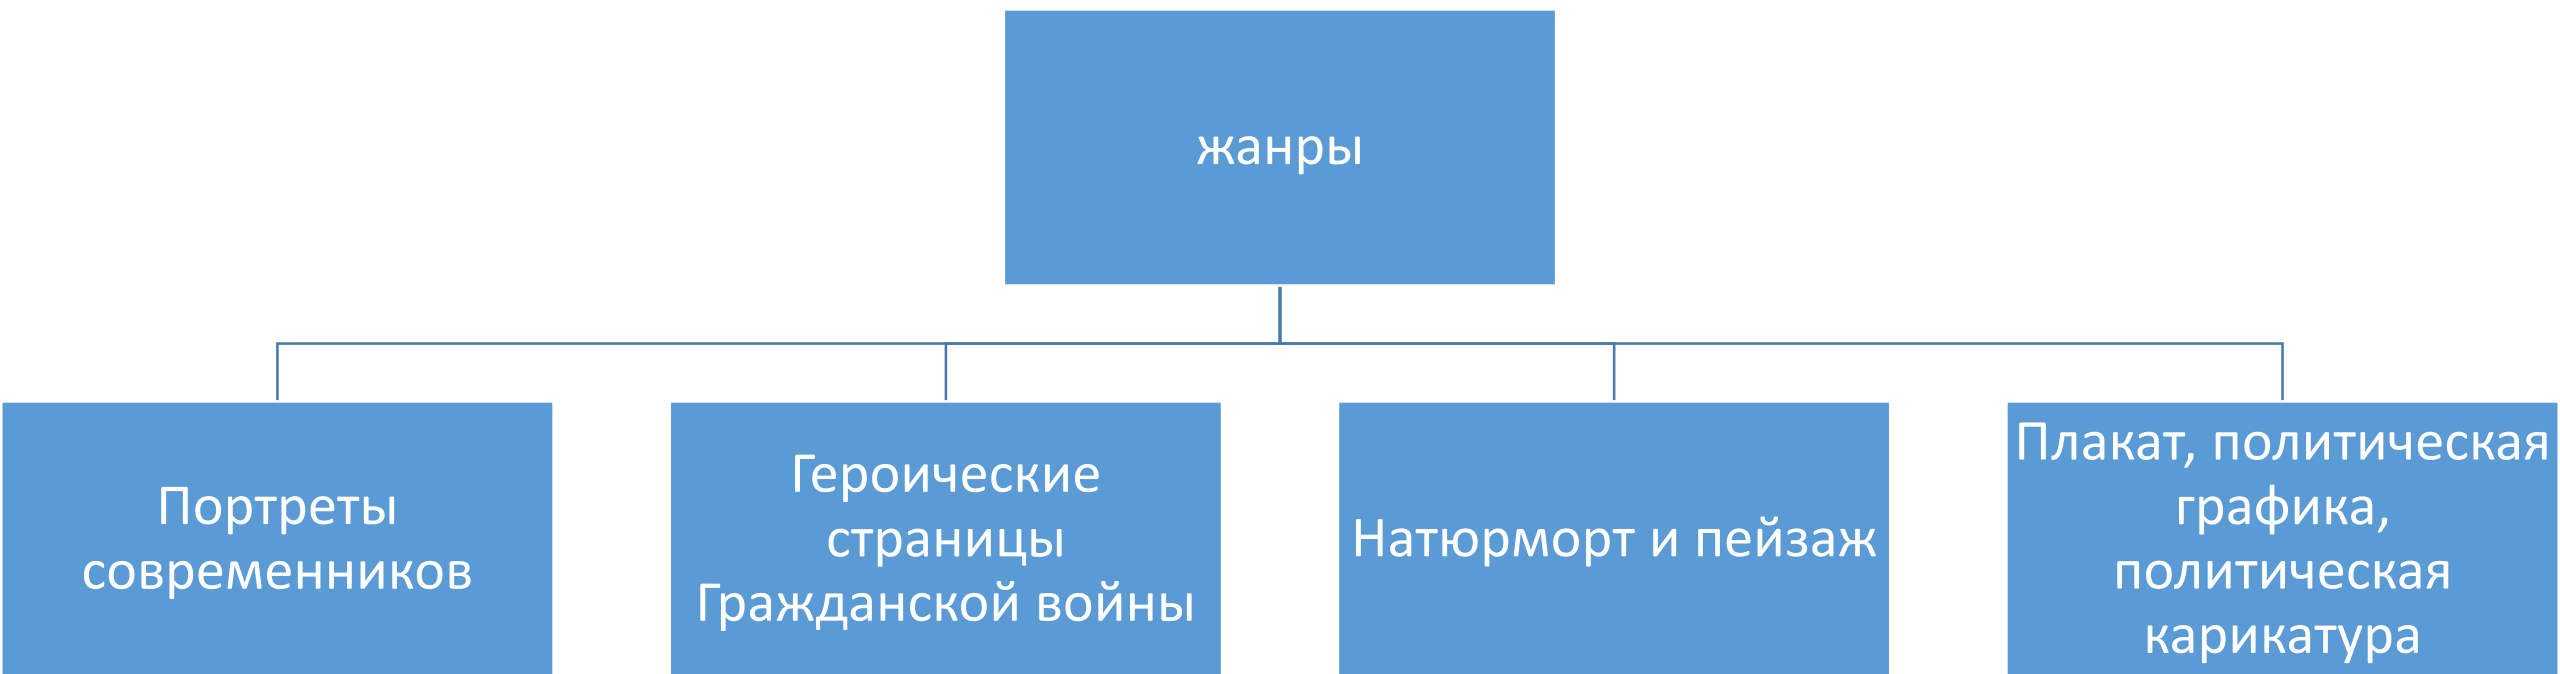 жанры
Портреты
современников
Героические
страницы
Гражданской войны
Натюрморт и пейзаж
Плакат, политическая
графика,
политическая
карикатура